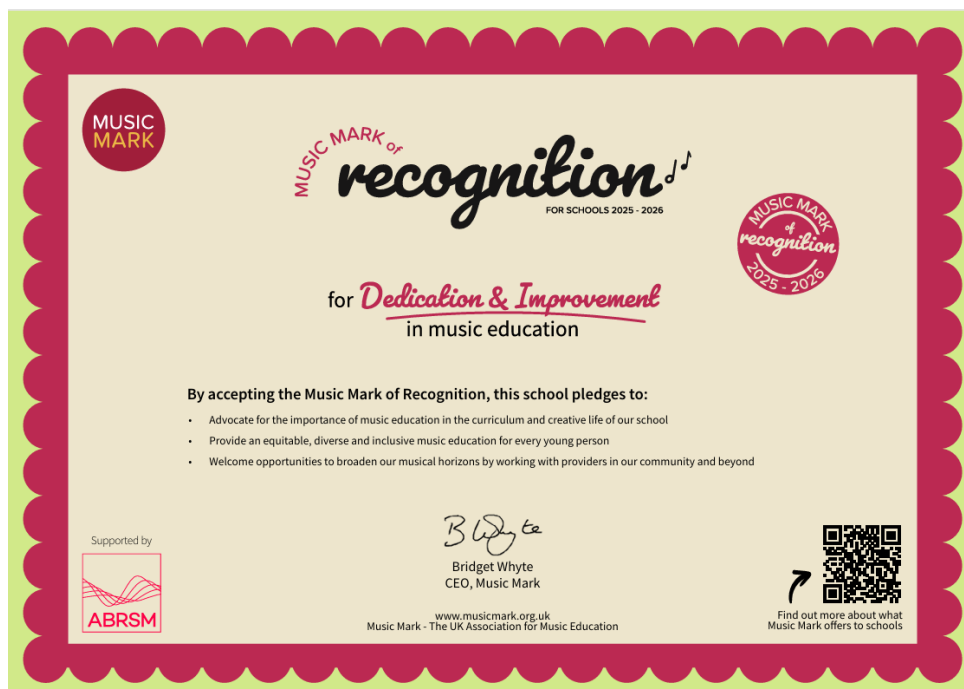 MUSIC
MARK
MUSIC MARK of
recognition
FOR SCHOOLS 2025 - 2026
MUSIC MARK
of
recognition
2025 - 2026
for Dedication & Improvement
in music education
By accepting the Music Mark of Recognition, this school pledges to:
• Advocate for the importance of music education in the curriculum and creative life of our school
• Provide an equitable, diverse and inclusive music education for every young person
• Welcome opportunities to broaden our musical horizons by working with providers in our community and beyond
B Whyte
Bridget Whyte
CEO, Music Mark
Supported by
ABRSM
www.musicmark.org.uk
Music Mark - The UK Association for Music Education
Find out more about what
Music Mark offers to schools